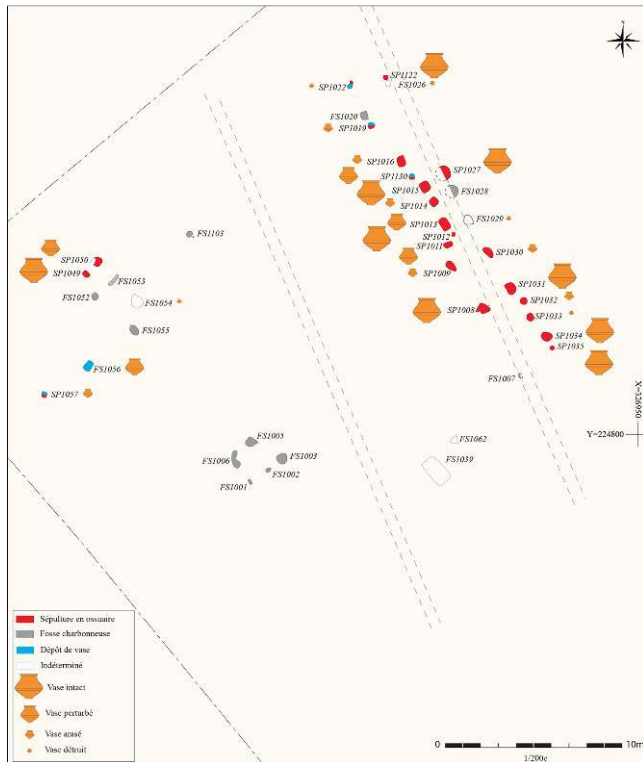 N
SP1122
FS1026
SP1022
FS1020
SP1019
SP1016
SP1027
SP1130
FS1028
SP1015
SP1014
FS1029
SP1013
SP1012
SP1011
SP1030
FS1103
SP1009
SP1050
SP1049
FS1053
FS1052
FS1054
SP1031
SP1032
SP1008
SP1033
SP1034
SP1035
FS1055
FS1056
FS1007
SP1057
X=326950
Y=224800
FS1005
FS1062
FS1006
FS1003
FS1039
FS1002
FS1001
Sépulture en ossuaire
Fosse charbonneuse
Dépôt de vase
Indéterminé
Vase intact
Vase perturbé
Vase arasé
Vase détruit
0 10m
1/200e